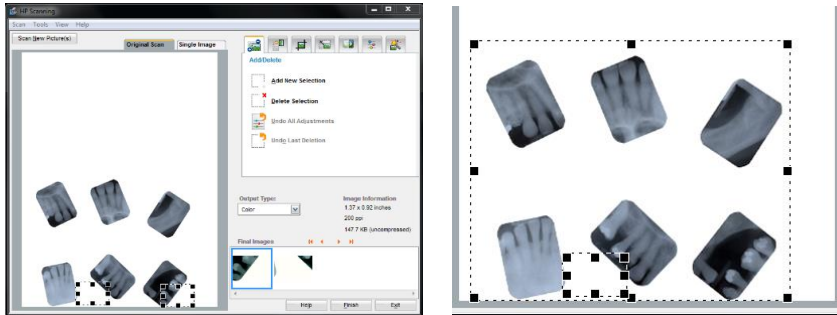 HP Scanning
Scan Tools View Help
Scan New Picture(s)
Original Scan
Single Image
Add/Delete
Add New Selection
Delete Selection
Undo All Adjustments
Undo Last Deletion
Output Type:
Color
Image Information
1.37 x 0.92 inches
200 ppi
147.7 KB (uncompressed)
Final Images
Help
Finish
Exit